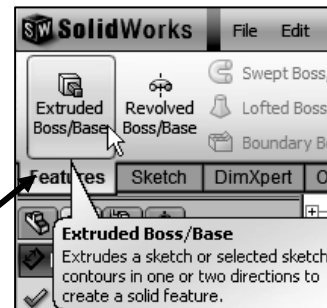 SolidWorks File Edit
Extruded Boss/Base
Revolved Boss/Base
Swept Boss/
Lofted Boss
Boundary B
Features Sketch DimXpert
Extruded Boss/Base
Extrudes a sketch or selected sketch
contours in one or two directions to
create a solid feature.